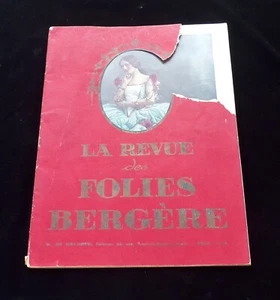 LA REVUE
des
FOLIES
BERGÈRE